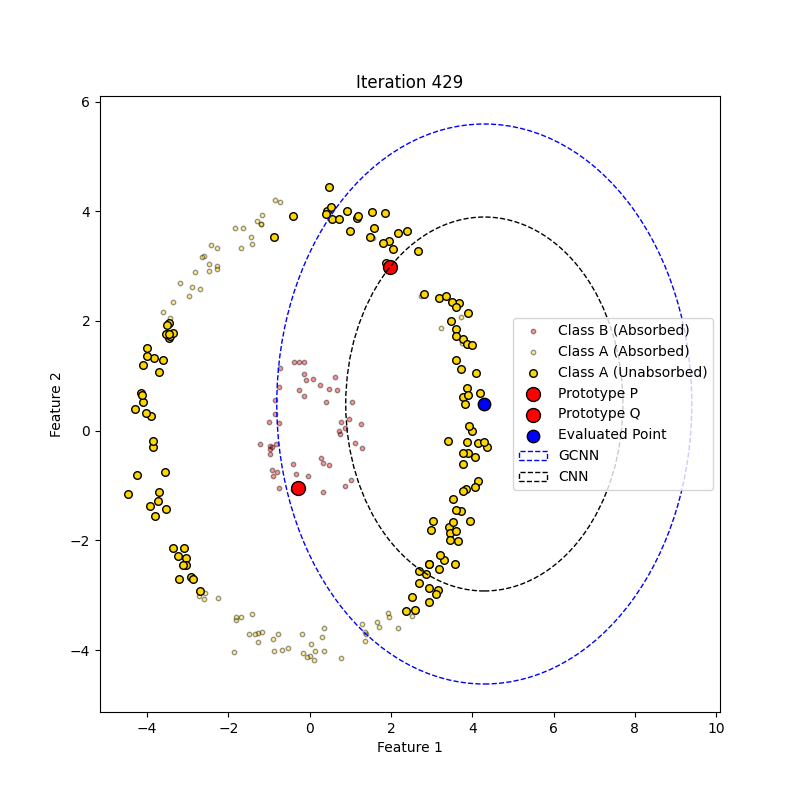 Iteration 429
Feature 2
6
4
2
0
−2
−4
−4
−2
0
2
4
6
8
10
Feature 1
Class B (Absorbed)
Class A (Absorbed)
Class A (Unabsorbed)
Prototype P
Prototype Q
Evaluated Point
GCNN
CNN